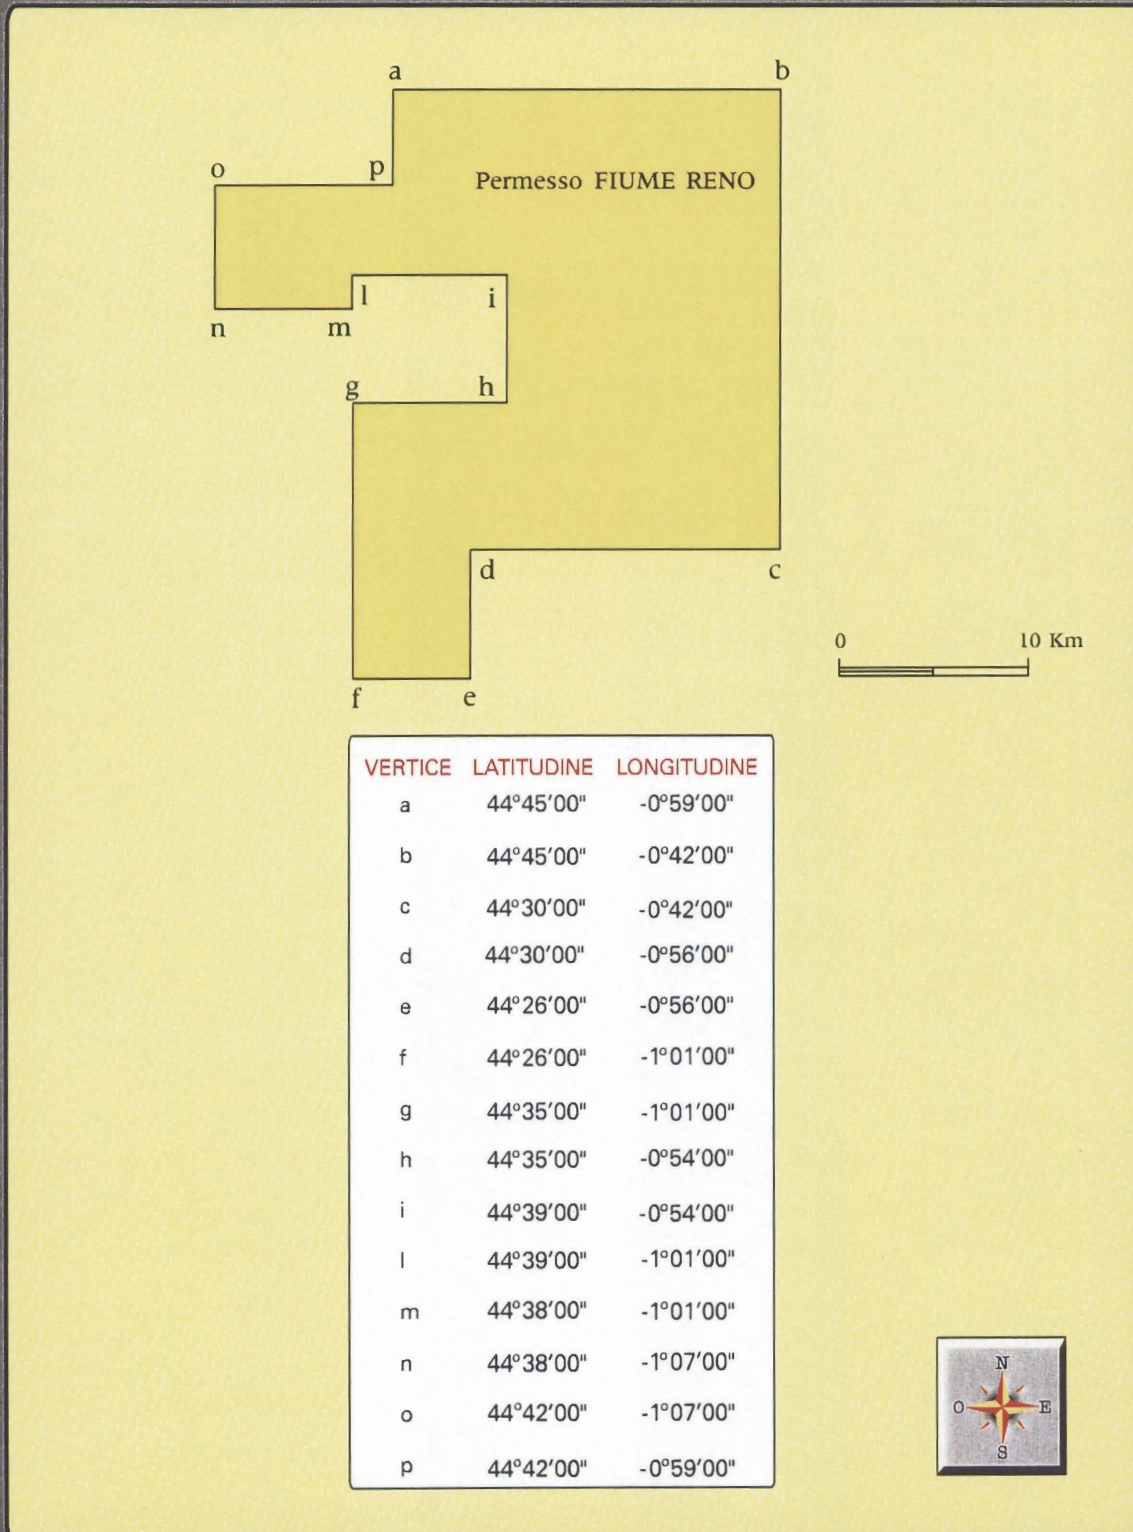 a b
o p
Permesso FIUME RENO
l i
n m
g h
d c
0 10 Km
f e
VERTICE LATITUDINE LONGITUDINE
a 44°45'00" -0°59'00"
b 44°45'00" -0°42'00"
c 44°30'00" -0°42'00"
d 44°30'00" -0°56'00"
e 44°26'00" -0°56'00"
f 44°26'00" -1°01'00"
g 44°35'00" -1°01'00"
h 44°35'00" -0°54'00"
i 44°39'00" -0°54'00"
l 44°39'00" -1°01'00"
m 44°38'00" -1°01'00"
n 44°38'00" -1°07'00"
o 44°42'00" -1°07'00"
p 44°42'00" -0°59'00"
N
O E
S